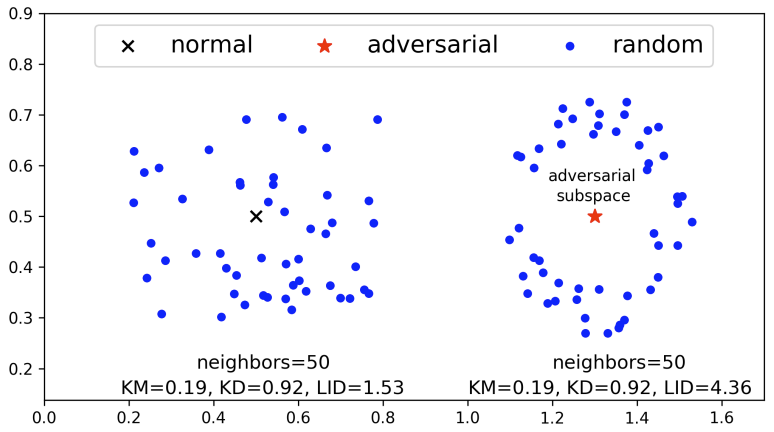 0.9
normal adversarial random
0.8
0.7
0.6
adversarial
subspace
0.5
0.4
0.3
0.2
neighbors=50 neighbors=50
KM=0.19, KD=0.92, LID=1.53 KM=0.19, KD=0.92, LID=4.36
0.0 0.2 0.4 0.6 0.8 1.0 1.2 1.4 1.6